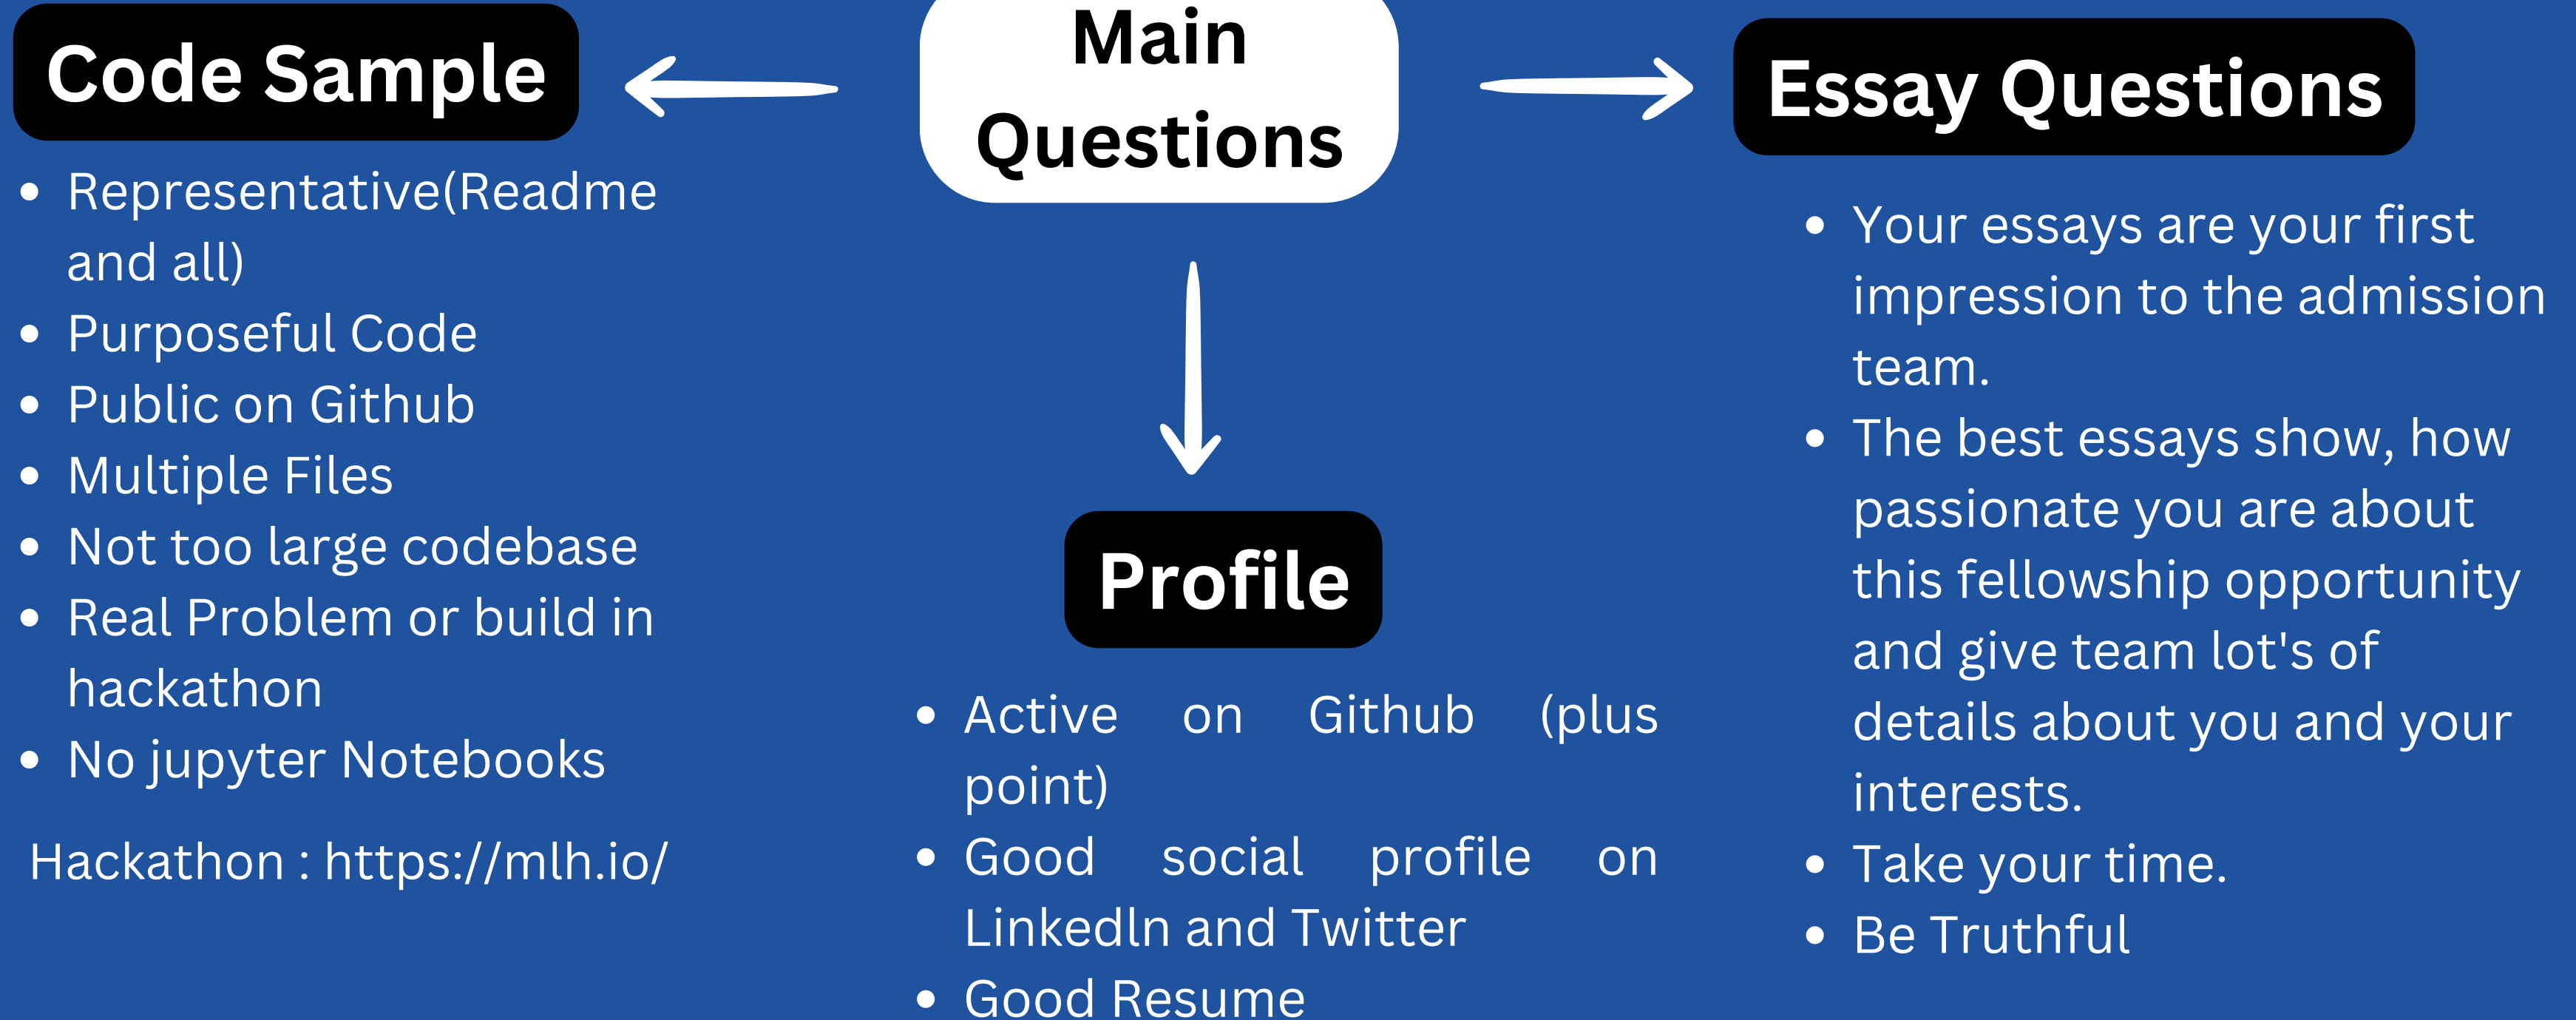 Main
Questions
Code Sample
• Representative(Readme
and all)
• Purposeful Code
• Public on Github
• Multiple Files
• Not too large codebase
• Real Problem or build in
hackathon
• No jupyter Notebooks
Hackathon : https://mlh.io/
Profile
• Active on Github (plus
point)
• Good social profile on
LinkedIn and Twitter
• Good Resume
Essay Questions
• Your essays are your first
impression to the admission
team.
• The best essays show, how
passionate you are about
this fellowship opportunity
and give team lot's of
details about you and your
interests.
• Take your time.
• Be Truthful